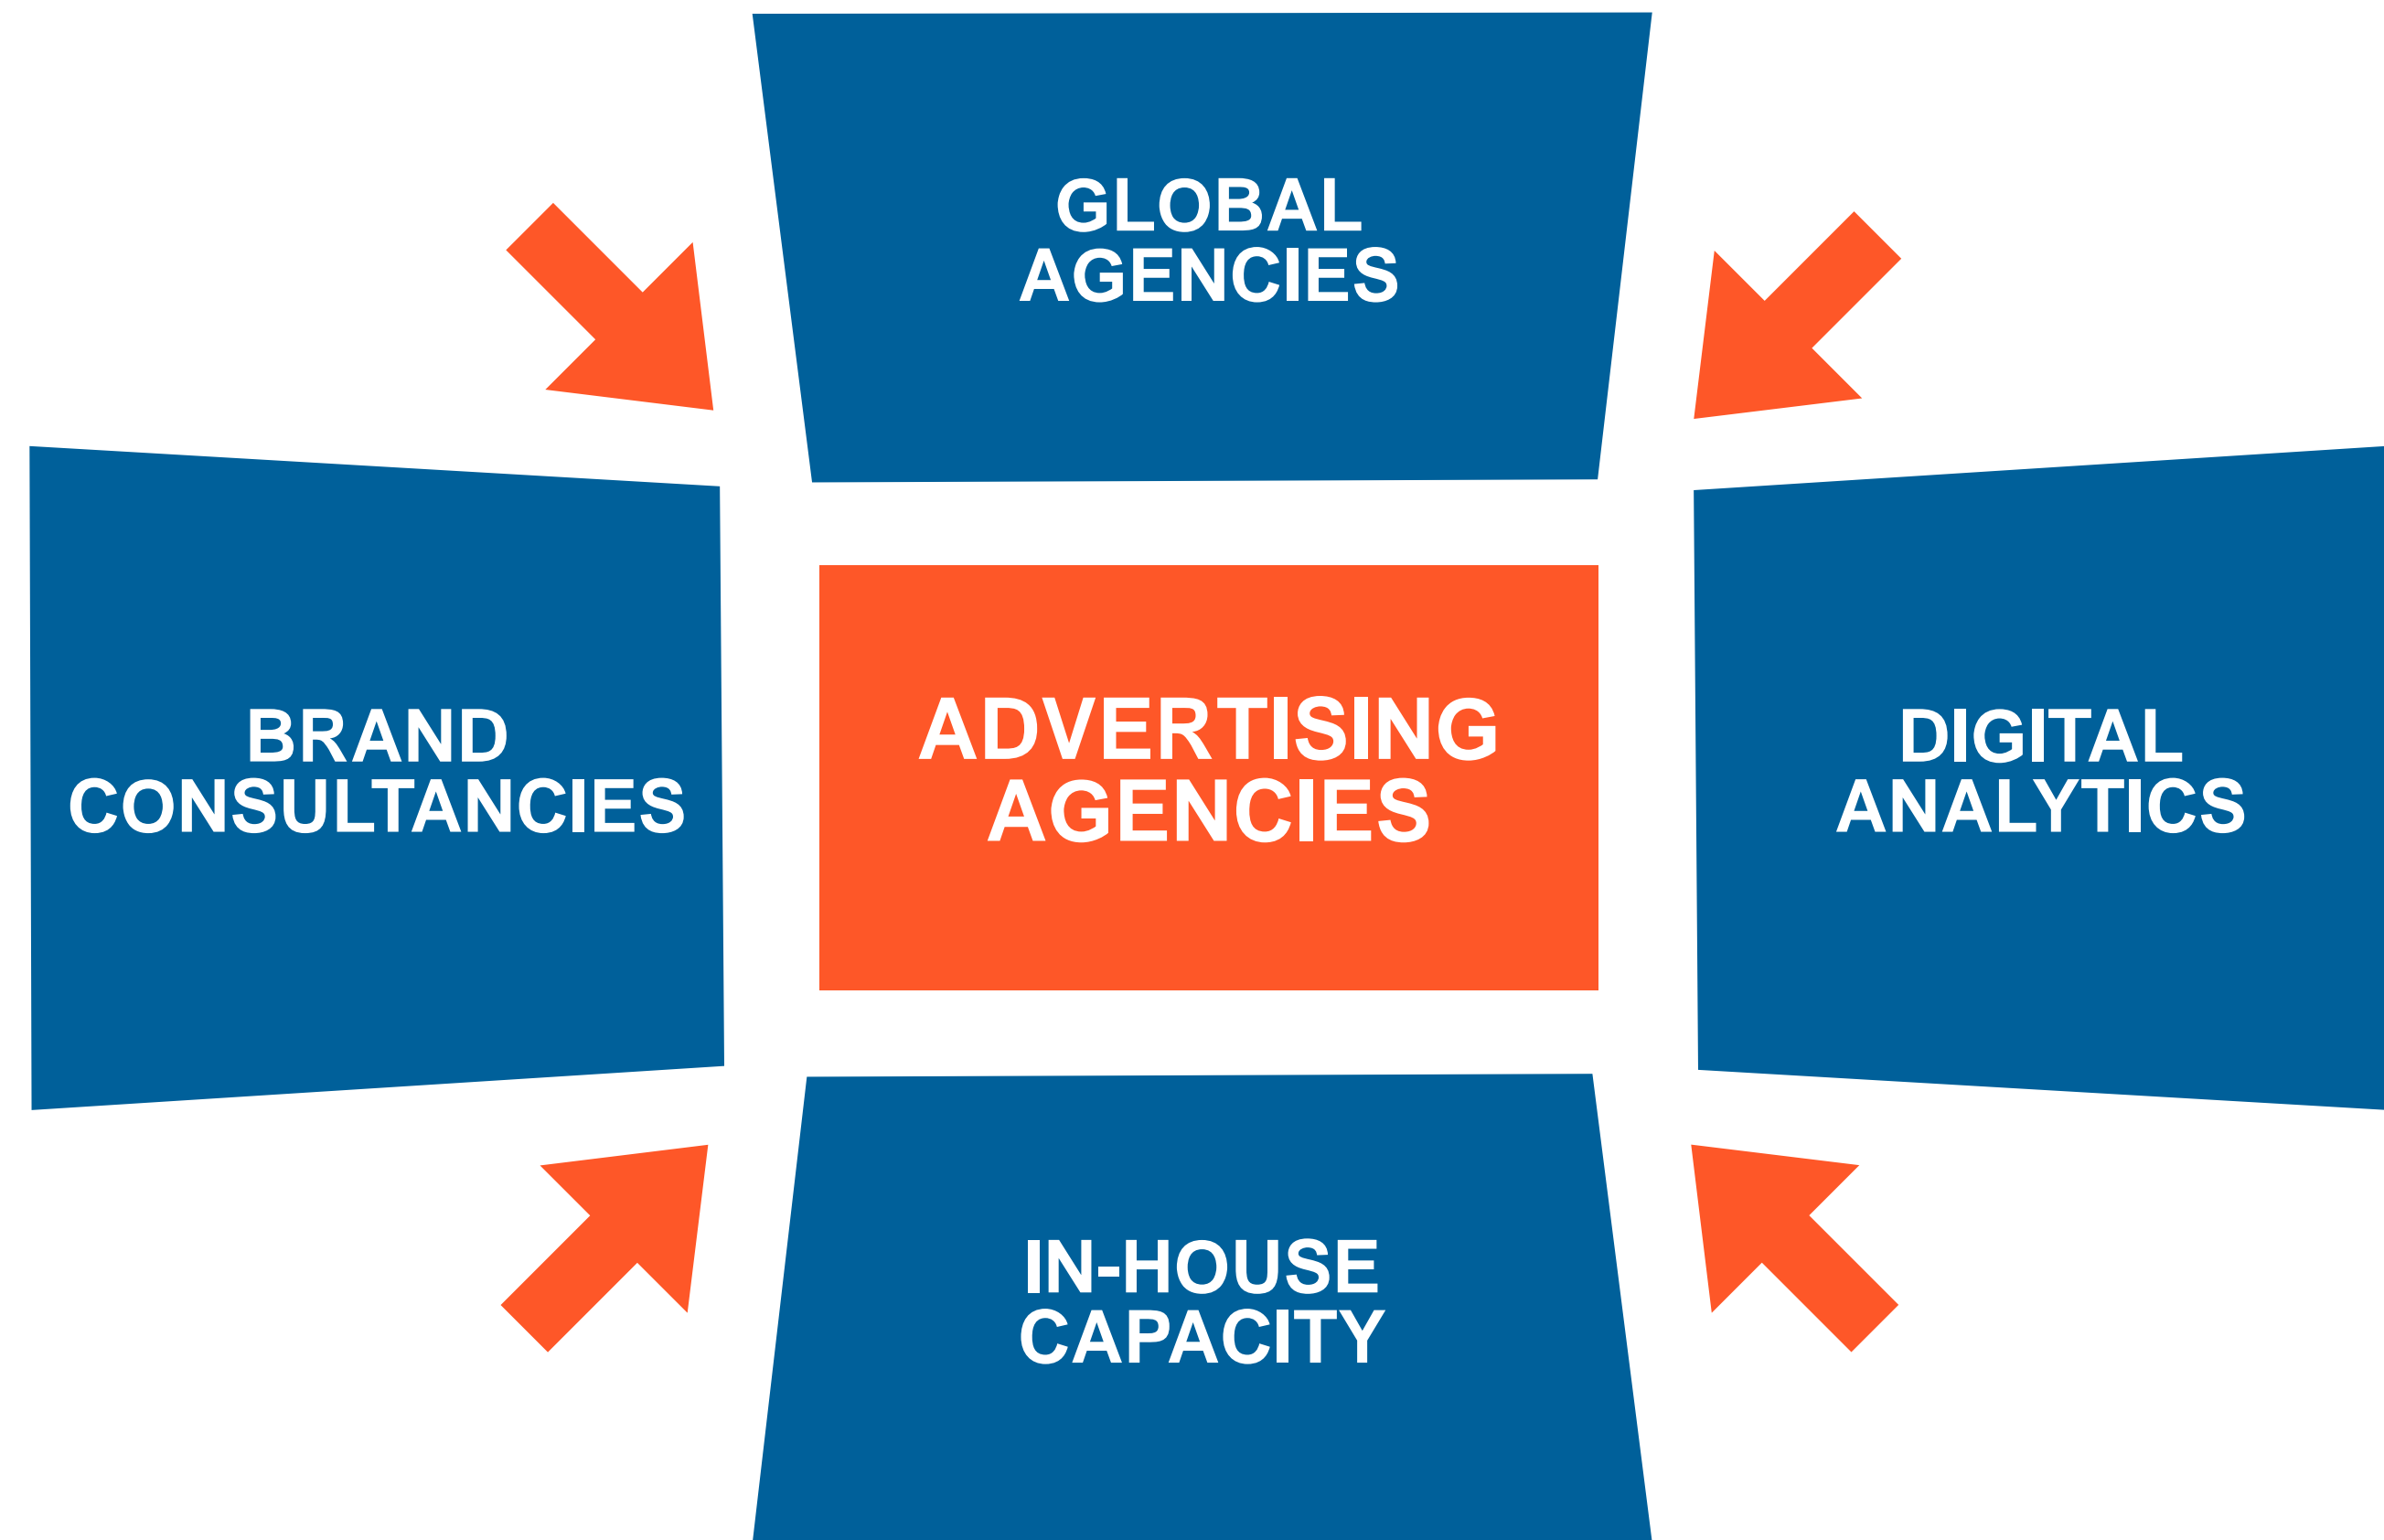 GLOBAL
AGENCIES
BRAND
CONSULTANCIES
ADVERTISING
AGENCIES
DIGITAL
ANALYTICS
IN-HOUSE
CAPACITY